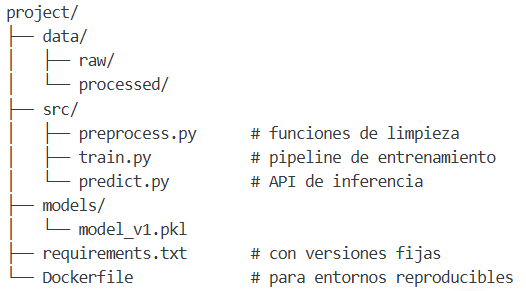 project/
├── data/
│   ├── raw/
│   └── processed/
├── src/
│   ├── preprocess.py      # funciones de limpieza
│   ├── train.py           # pipeline de entrenamiento
│   └── predict.py         # API de inferencia
├── models/
│   └── model_v1.pkl
├── requirements.txt       # con versiones fijas
└── Dockerfile             # para entornos reproducibles